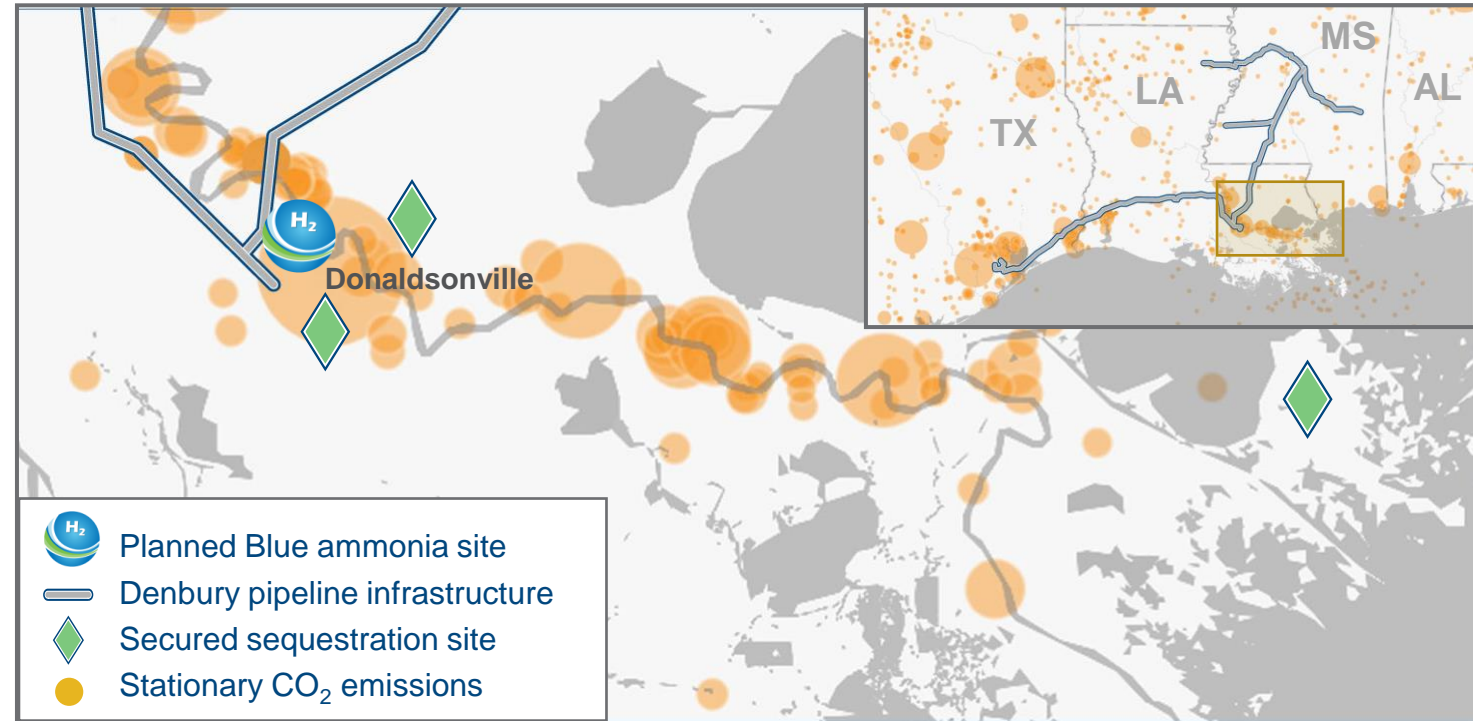 MS
LA
AL
TX
H₂
Donaldsonville
H₂
Planned Blue ammonia site
Denbury pipeline infrastructure
Secured sequestration site
Stationary CO₂ emissions